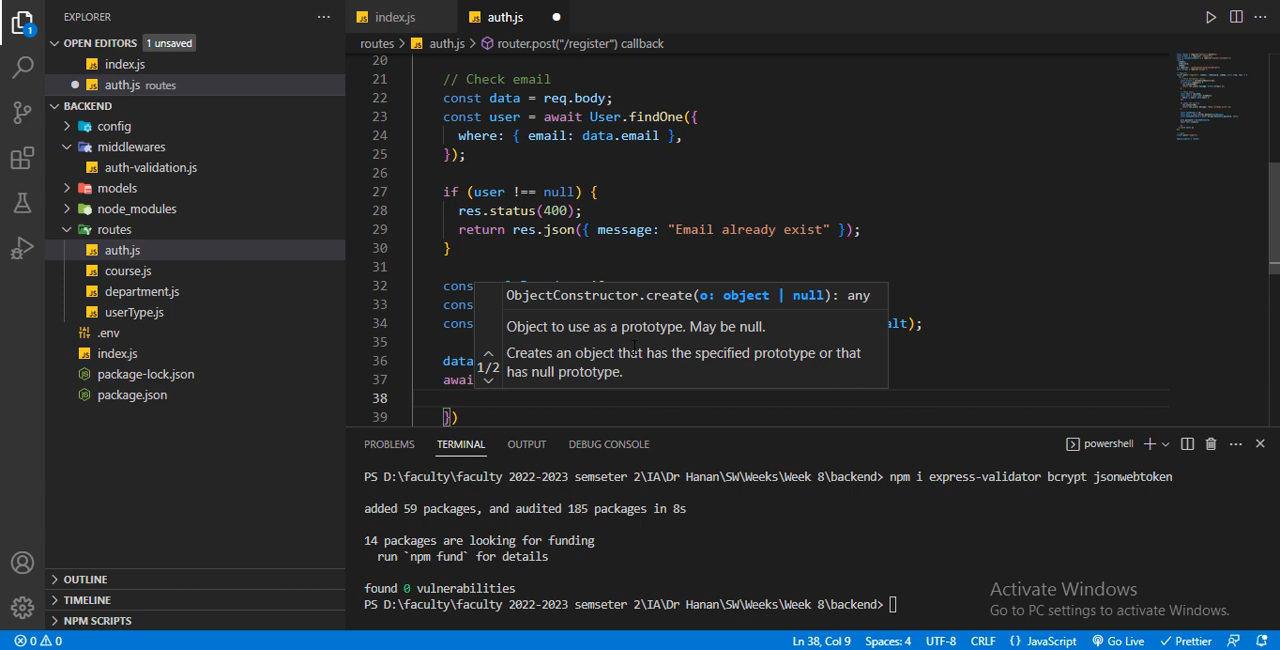 EXPLORER
OPEN EDITORS 1 unsaved
index.js
auth.js routes
BACKEND
config
middlewares
auth-validation.js
models
node_modules
routes
auth.js
course.js
department.js
userType.js
.env
index.js
package-lock.json
package.json
OUTLINE
TIMELINE
NPM SCRIPTS
index.js auth.js
routes > auth.js > router.post("/register") callback
20
21 // Check email
22 const data = req.body;
23 const user = await User.findOne({
24 where: { email: data.email },
25 });
26
27 if (user !== null) {
28 res.status(400);
29 return res.json({ message: "Email already exist" });
30 }
31
32 cons
33 cons
34 cons alt);
35
36 data
37 awai
38
39 })
ObjectConstructor.create(o: object | null): any
Object to use as a prototype. May be null.
1/2
Creates an object that has the specified prototype or that
has null prototype.
PROBLEMS TERMINAL OUTPUT DEBUG CONSOLE powershell
PS D:\faculty\faculty 2022-2023 semseter 2\IA\Dr Hanan\SW\Weeks\Week 8\backend> npm i express-validator bcrypt jsonwebtoken
added 59 packages, and audited 185 packages in 8s
14 packages are looking for funding
run `npm fund` for details
found 0 vulnerabilities
PS D:\faculty\faculty 2022-2023 semseter 2\IA\Dr Hanan\SW\Weeks\Week 8\backend>
Activate Windows
Go to PC settings to activate Windows.
0 0 Ln 38, Col 9 Spaces: 4 UTF-8 CRLF {} JavaScript Go Live Prettier